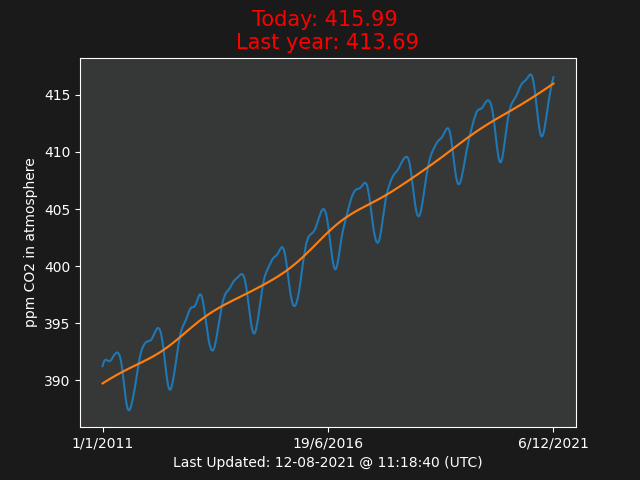 Today: 415.99
Last year: 413.69
415
410
405
400
395
390
ppm CO2 in atmosphere
1/1/2011 19/6/2016 6/12/2021
Last Updated: 12-08-2021 @ 11:18:40 (UTC)